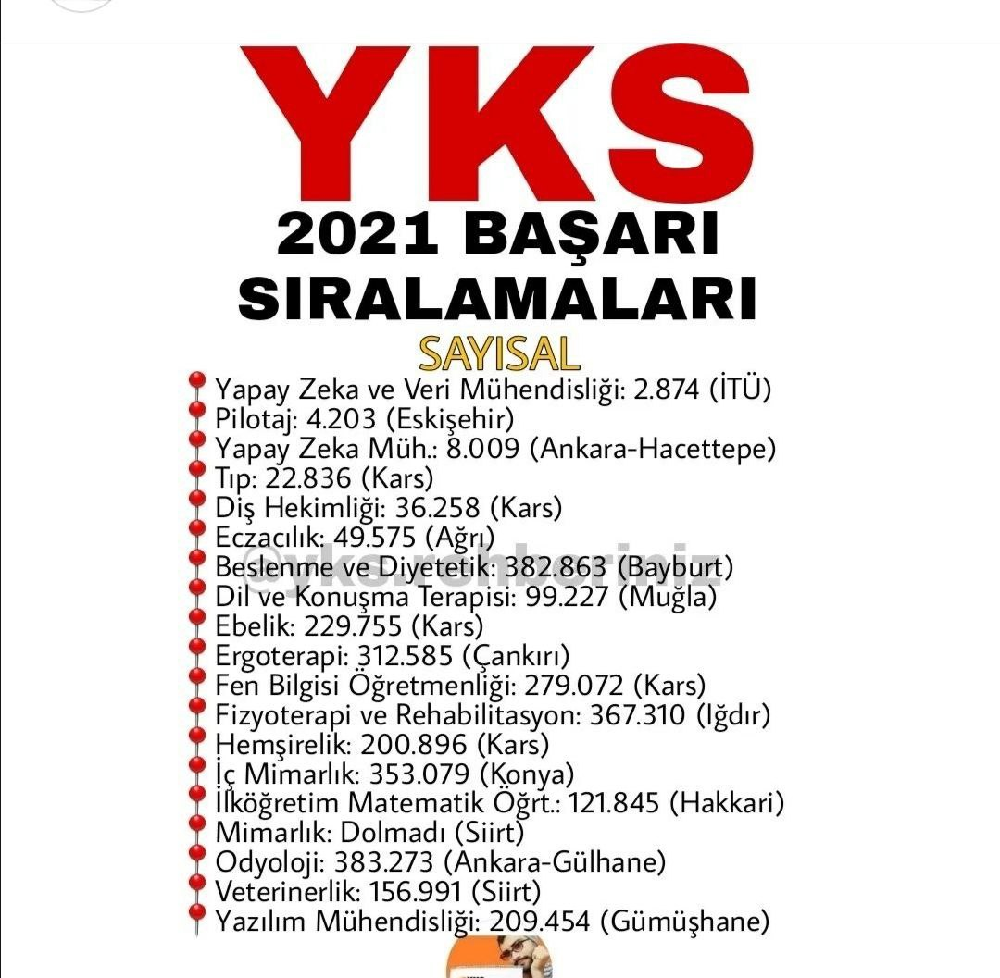 YKS
2021 BAŞARI
SIRALAMALARI
SAYISAL
Yapay Zeka ve Veri Mühendisliği: 2.874 (İTÜ)
Pilotaj: 4.203 (Eskişehir)
Yapay Zeka Müh.: 8.009 (Ankara-Hacettepe)
Tıp: 22.836 (Kars)
Diş Hekimliği: 36.258 (Kars)
Eczacılık: 49.575 (Ağrı)
@yks.rehberiniz
Beslenme ve Diyetetik: 382.863 (Bayburt)
Dil ve Konuşma Terapisi: 99.227 (Muğla)
Ebelik: 229.755 (Kars)
Ergoterapi: 312.585 (Çankırı)
Fen Bilgisi Öğretmenliği: 279.072 (Kars)
Fizyoterapi ve Rehabilitasyon: 367.310 (Iğdır)
Hemşirelik: 200.896 (Kars)
İç Mimarlık: 353.079 (Konya)
İlköğretim Matematik Öğrt.: 121.845 (Hakkari)
Mimarlık: Dolmadı (Siirt)
Odyoloji: 383.273 (Ankara-Gülhane)
Veterinerlik: 156.991 (Siirt)
Yazılım Mühendisliği: 209.454 (Gümüşhane)